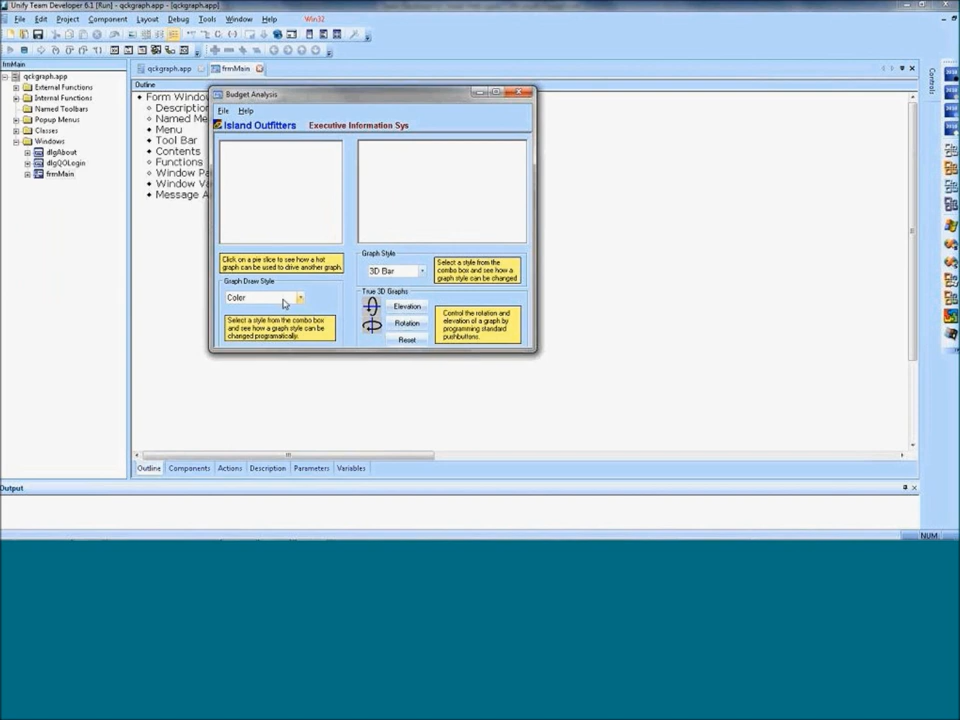 Unify Team Developer 6.1 [Run] - qckgraph.app - [qckgraph.app]
File Edit Project Component Layout Debug Tools Window Help Win32
frmMain
qckgraph.app
External Functions
Internal Functions
Named Toolbars
Popup Menus
Classes
Windows
dlgAbout
dlgQOLogin
frmMain
qckgraph.app frmMain
Outline
Form Window
Descriptio
Named Me
Menu
Tool Bar
Contents
Functions
Window Pa
Window Va
Message A
Budget Analysis
File Help
Island Outfitters Executive Information Sys
Click on a pie slice to see how a hot
graph can be used to drive another graph.
Graph Draw Style
Color
Select a style from the combo box
and see how a graph style can be
changed programatically.
Graph Style
3D Bar
Select a style from the
combo box and see how a
graph style can be changed
True 3D Graphs
Elevation
Rotation
Reset
Control the rotation and
elevation of a graph by
programming standard
pushbuttons.
Controls
Outline Components Actions Description Parameters Variables
Output
NUM